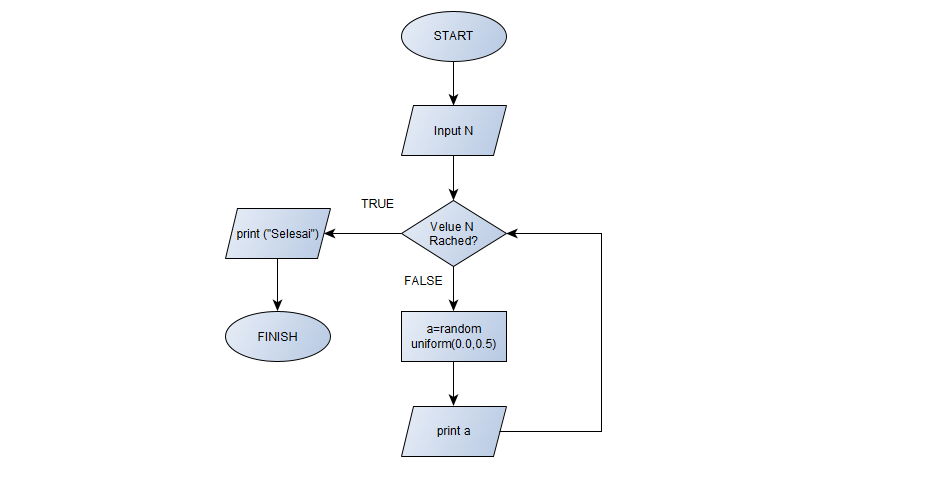 START
Input N
TRUE
Velue N
Rached?
print ("Selesai")
FALSE
FINISH
a=random
uniform(0.0,0.5)
print a